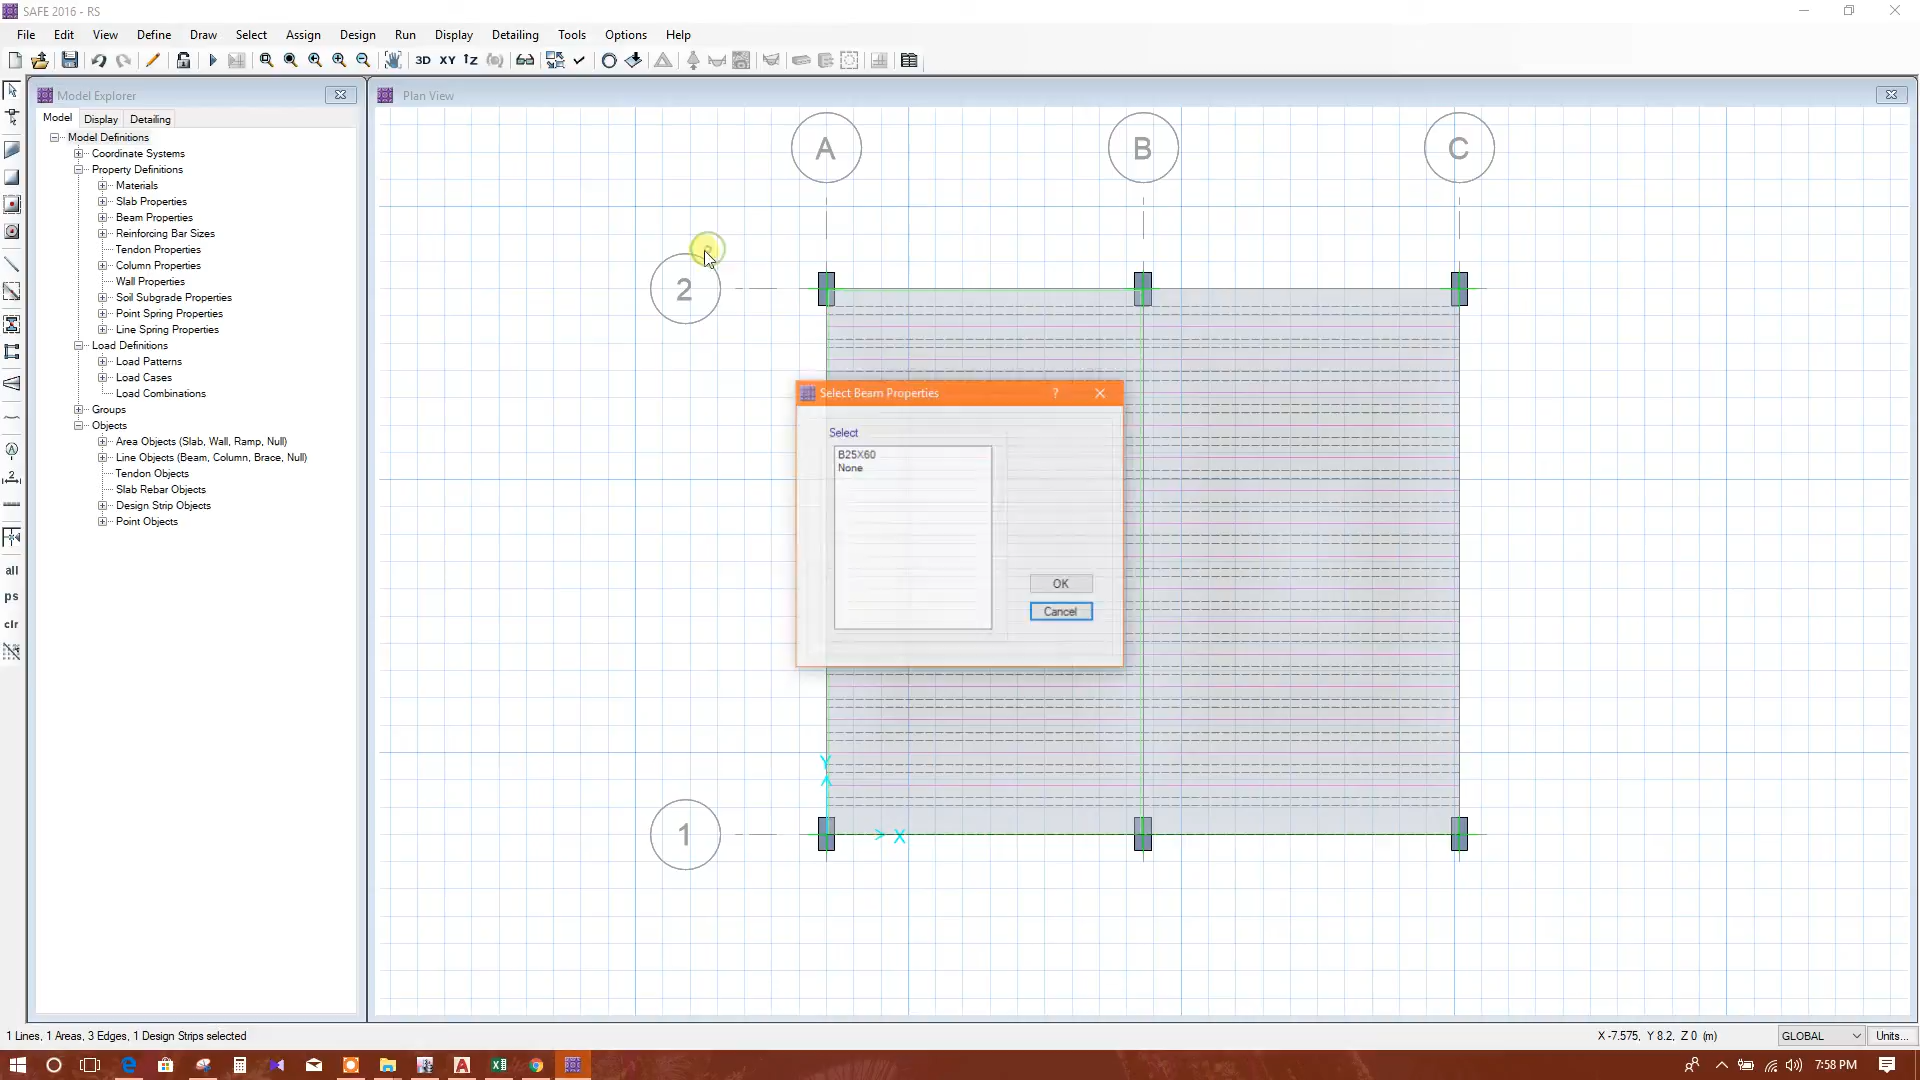 SAFE 2016 - RS
File Edit View Define Draw Select Assign Design Run Display Detailing Tools Options Help
3D XY
Model Explorer
Plan View
Model Display Detailing
Model Definitions
Coordinate Systems
Property Definitions
Materials
Slab Properties
Beam Properties
Reinforcing Bar Sizes
Tendon Properties
Column Properties
Wall Properties
Soil Subgrade Properties
Point Spring Properties
Line Spring Properties
Load Definitions
Load Patterns
Load Cases
Load Combinations
Groups
Objects
Area Objects (Slab, Wall, Ramp, Null)
Line Objects (Beam, Column, Brace, Null)
Tendon Objects
Slab Rebar Objects
Design Strip Objects
Point Objects
all
ps
clr
A B C
2
1
Y
X
Select Beam Properties ?
Select
B25X60
None
OK
Cancel
1 Lines, 1 Areas, 3 Edges, 1 Design Strips selected
X -7.575, Y 8.2, Z 0 (m)
GLOBAL
Units...
7:58 PM